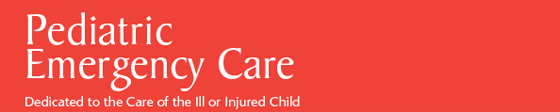 Pediatric
Emergency Care
Dedicated to the Care of the Ill or Injured Child